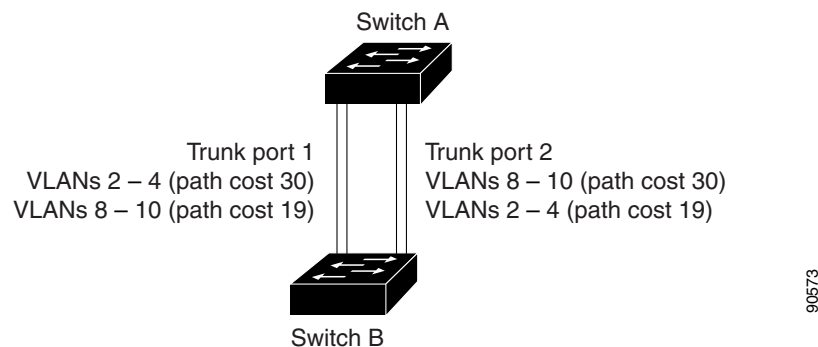 Switch A
Trunk port 1
VLANs 2 – 4 (path cost 30)
VLANs 8 – 10 (path cost 19)
Trunk port 2
VLANs 8 – 10 (path cost 30)
VLANs 2 – 4 (path cost 19)
90573
Switch B